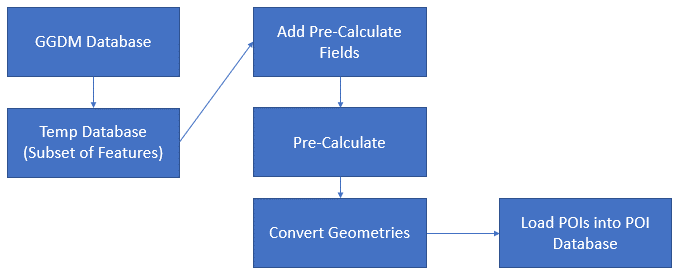 GGDM Database
Temp Database
(Subset of Features)
Add Pre-Calculate
Fields
Pre-Calculate
Convert Geometries
Load POIs into POI
Database